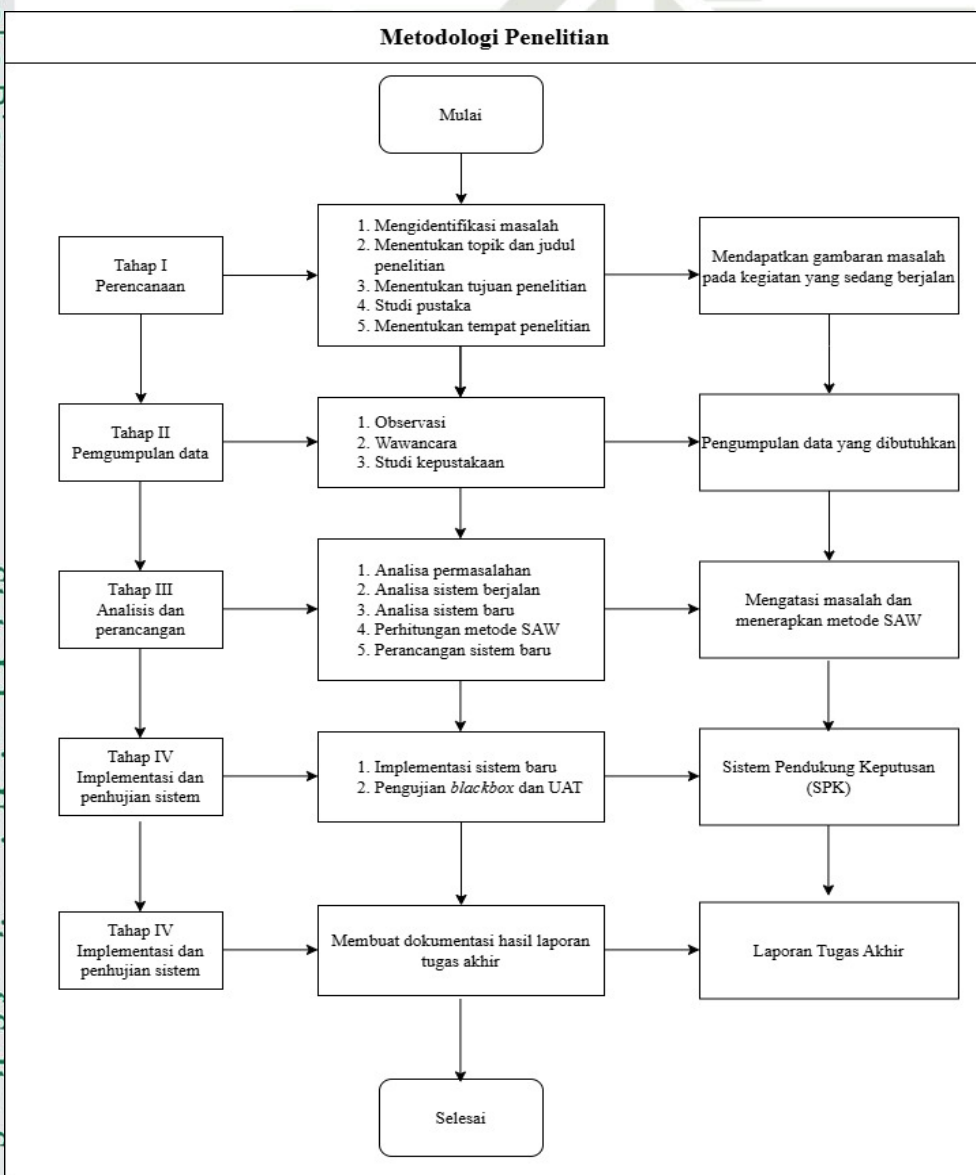 Metodologi Penelitian
Mulai
Tahap I
Perencanaan
1. Mengidentifikasi masalah
2. Menentukan topik dan judul
penelitian
3. Menentukan tujuan penelitian
4. Studi pustaka
5. Menentukan tempat penelitian
Mendapatkan gambaran masalah
pada kegiatan yang sedang berjalan
Tahap II
Pemgumpulan data
1. Observasi
2. Wawancara
3. Studi kepustakaan
Pengumpulan data yang dibutuhkan
Tahap III
Analisis dan
perancangan
1. Analisa permasalahan
2. Analisa sistem berjalan
3. Analisa sistem baru
4. Perhitungan metode SAW
5. Perancangan sistem baru
Mengatasi masalah dan
menerapkan metode SAW
Tahap IV
Implementasi dan
penhujian sistem
1. Implementasi sistem baru
2. Pengujian blackbox dan UAT
Sistem Pendukung Keputusan
(SPK)
Tahap IV
Implementasi dan
penhujian sistem
Membuat dokumentasi hasil laporan
tugas akhir
Laporan Tugas Akhir
Selesai